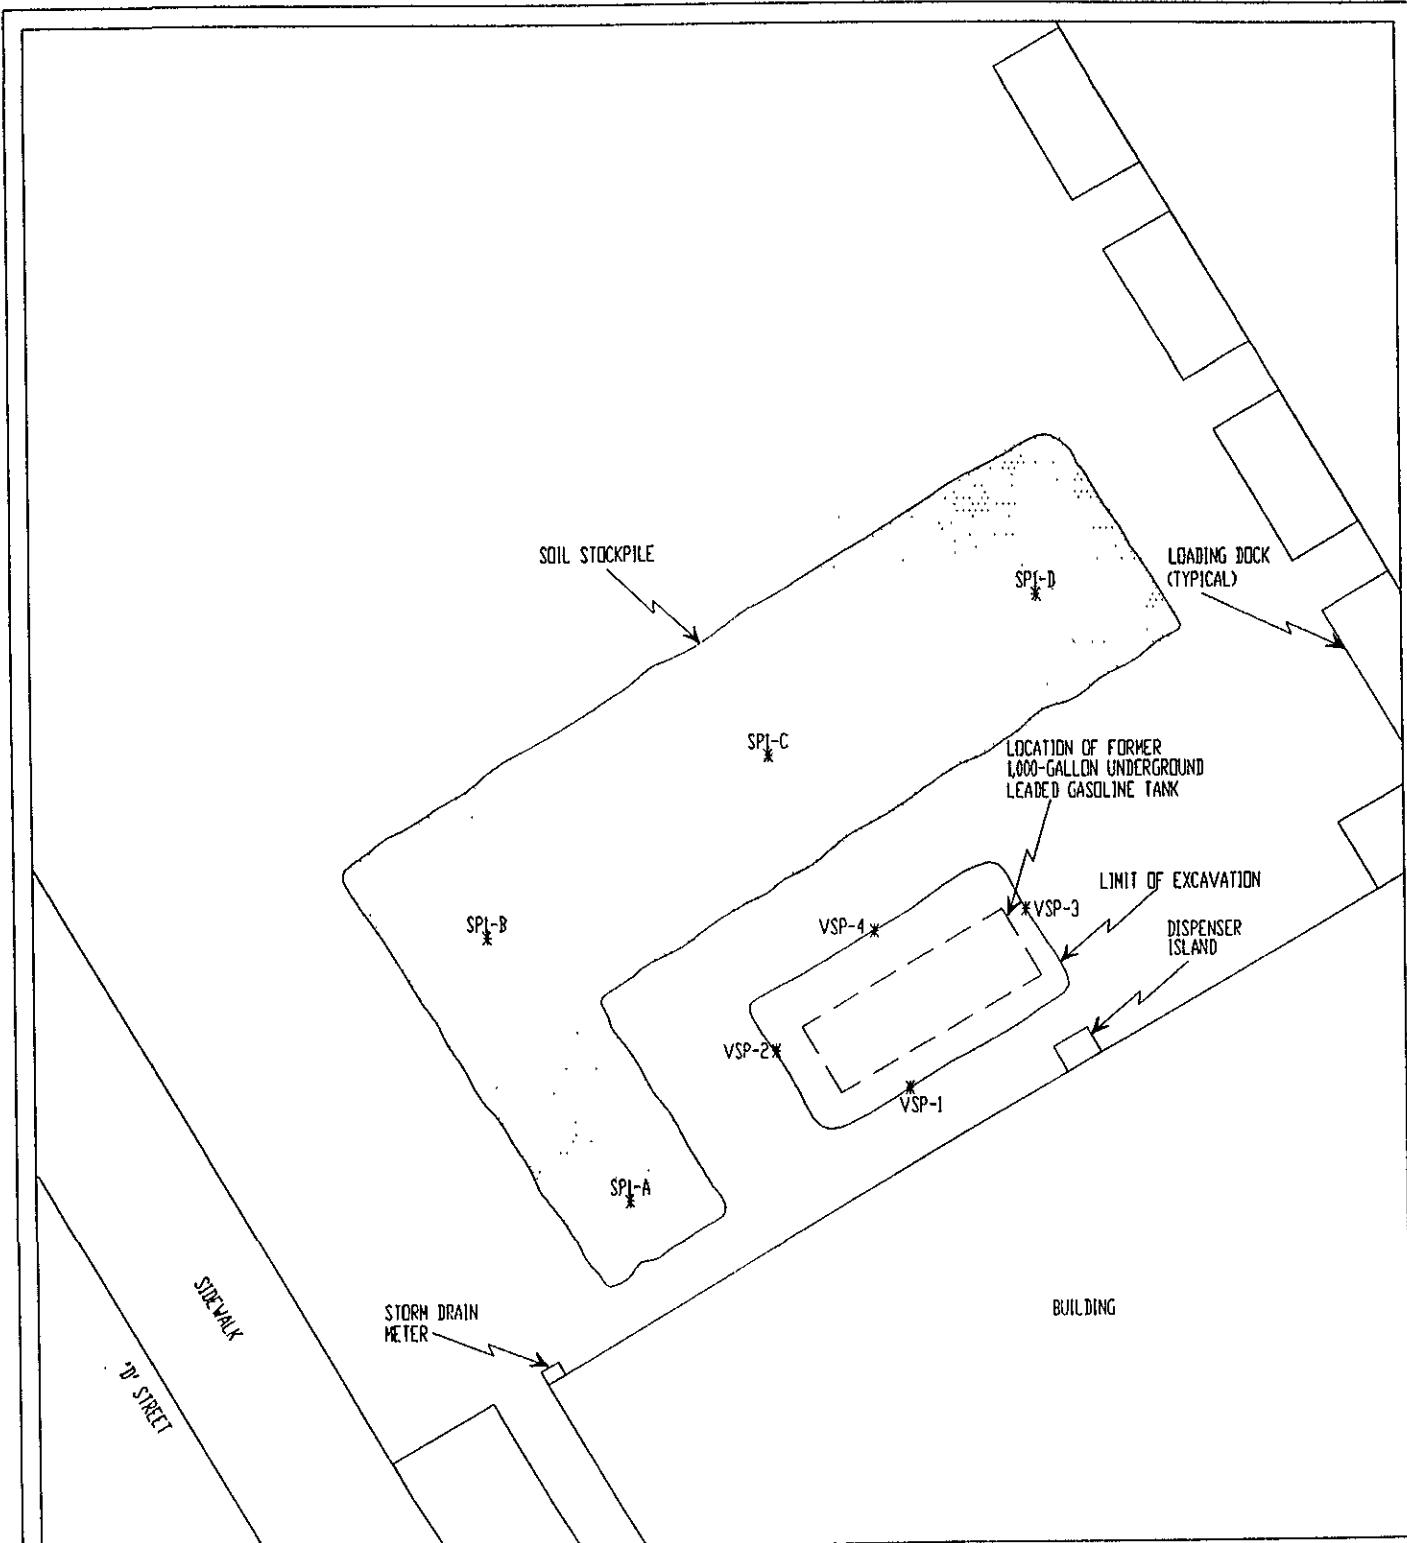 SOIL STOCKPILE
LOADING DOCK
(TYPICAL)
SP1-D
SP1-C
LOCATION OF FORMER
1,000-GALLON UNDERGROUND
LEADED GASOLINE TANK
LIMIT OF EXCAVATION
VSP-3
SP1-B
VSP-4
DISPENSER
ISLAND
VSP-2
VSP-1
SP1-A
SIDEWALK
STORM DRAIN
METER
BUILDING
'D' STREET